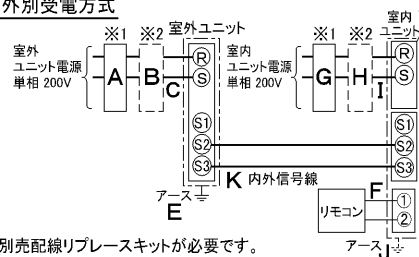 外別受電方式
※1 ※2 室外ユニット
室外
ユニット電源
単相 200V
A B C
R
S
S1
S2
S3
アース
E
※1 ※2 室内
ユニット
室内
ユニット電源
単相 200V
G H I
R
S
S1
S2
S3
K 内外信号線
F
リモコン
①
②
アース
J
別売配線リプレースキットが必要です。